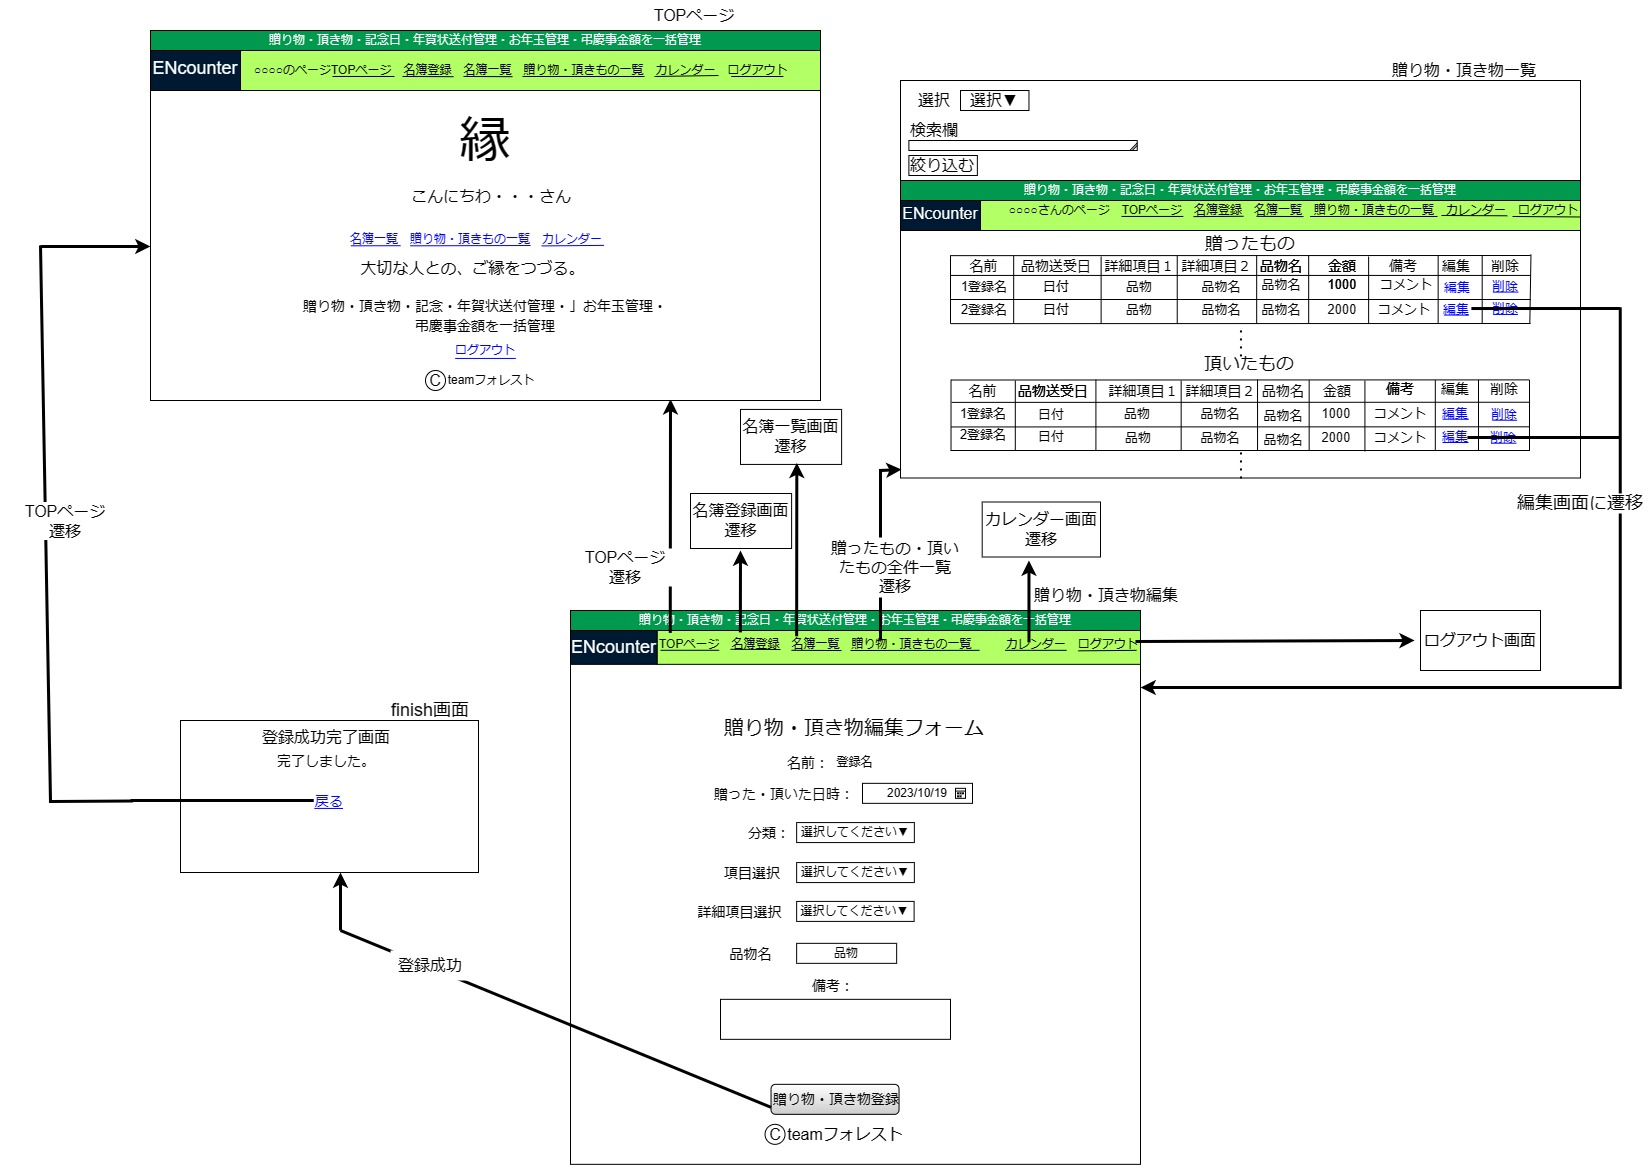 TOPページ
贈り物・頂き物・記念日・年賀状送付管理・お年玉管理・弔慶事金額を一括管理
ENcounter
○○○○のページTOPページ 名簿登録 名簿一覧 贈り物・頂きもの一覧 カレンダー ログアウト
縁
こんにちわ・・・さん
名簿一覧 贈り物・頂きもの一覧 カレンダー
大切な人との、ご縁をつづる。
贈り物・頂き物・記念・年賀状送付管理・」お年玉管理・
弔慶事金額を一括管理
ログアウト
Ⓒteamフォレスト
贈り物・頂き物一覧
選択 選択▼
検索欄
絞り込む
贈り物・頂き物・記念日・年賀状送付管理・お年玉管理・弔慶事金額を一括管理
ENcounter
○○○○さんのページ TOPページ 名簿登録 名簿一覧 贈り物・頂きもの一覧 カレンダー ログアウト
贈ったもの
名前 品物送受日 詳細項目1 詳細項目2 品物名 金額 備考 編集 削除
1登録名 日付 品物 品物名 品物名 1000 コメント 編集 削除
2登録名 日付 品物 品物名 品物名 2000 コメント 編集 削除
頂いたもの
名前 品物送受日 詳細項目1 詳細項目2 品物名 金額 備考 編集 削除
1登録名 日付 品物 品物名 品物名 1000 コメント 編集 削除
2登録名 日付 品物 品物名 品物名 2000 コメント 編集 削除
編集画面に遷移
名簿一覧画面
遷移
名簿登録画面
遷移
カレンダー画面
遷移
TOPページ
遷移
TOPページ
遷移
贈ったもの・頂い
たもの全件一覧
遷移
贈り物・頂き物編集
贈り物・頂き物・記念日・年賀状送付管理・お年玉管理・弔慶事金額を一括管理
ENcounter
TOPページ 名簿登録 名簿一覧 贈り物・頂きもの一覧 カレンダー ログアウト
ログアウト画面
贈り物・頂き物編集フォーム
名前： 登録名
贈った・頂いた日時： 2023/10/19
分類： 選択してください▼
項目選択 選択してください▼
詳細項目選択 選択してください▼
品物名 品物
備考：
贈り物・頂き物登録
Ⓒteamフォレスト
finish画面
登録成功完了画面
完了しました。
戻る
登録成功